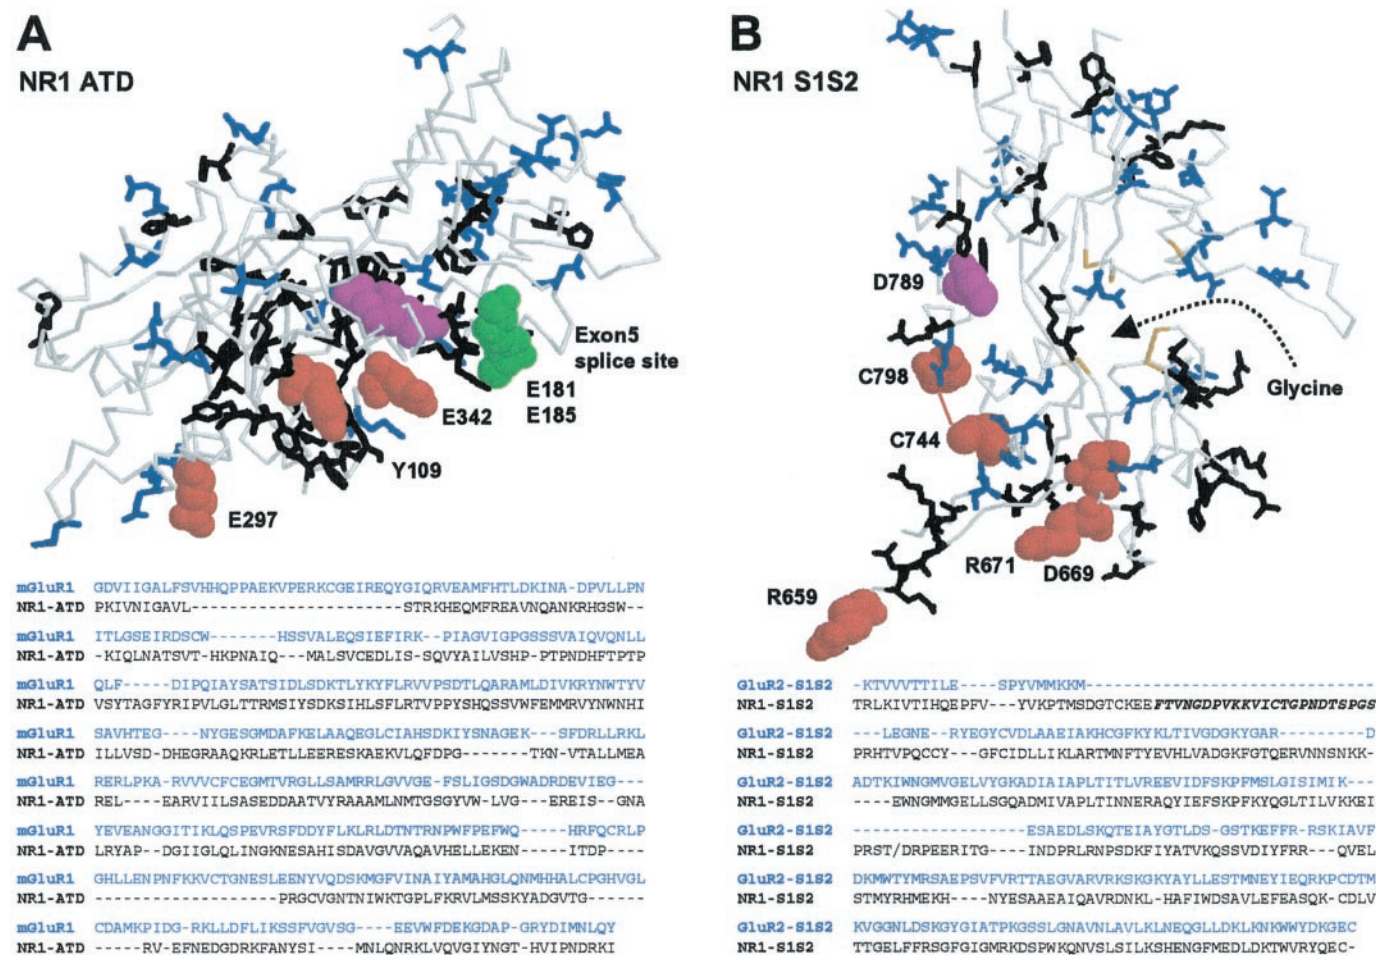 A
NR1 ATD
Exon5
splice site
E181
E185
E342
Y109
E297
mGluR1 GDVIIGALFSVHHQPPAEKVPERKCGEIREQYGIQRVEAMFHTLDKINA-DPVLLPN
NR1-ATD PKIVNIGAVL---------------------STRKHEQMFREAVNQANKRHGSW--
mGluR1 ITLGSEIRDSCW-------HSSVALEQSIEFIRK--PIAGVIGPGSSSVAIQVQNLL
NR1-ATD -KIQLNATSVT-HKPNAIQ---MALSVCEDLIS-SQVYAILVSHP-PTPNDHFTPTP
mGluR1 QLF-----DIPQIAYSATSIDLSDKTLYKYFLRVVPSDTLQARAMLDIVKRYNWTYV
NR1-ATD VSYTAGFYRIPVLGLTTRMSIYSDKSIHLSFLRTVPPYSHQSSVWFEMMRVYNWNHI
mGluR1 SAVHTEG----NYGESGMDAFKELAAQEGLCIAHSDKIYSNAGEK---SFDRLLRKL
NR1-ATD ILLVSD-DHEGRAAQKRLETLLEERESKAEKVLQFDPG------TKN-VTALLMEA
mGluR1 RERLPKA-RVVVCFCEGMTVRGLLSAMRRLGVVGE-FSLIGSDGWADRDEVIEG---
NR1-ATD REL----EARVIILSASEDDAATVYRAAAMLNMTGSGYVW-LVG---EREIS--GNA
mGluR1 YEVEANGGITIKLQSPEVRSFDDYFLKLRLDTNTRNPWFPEFWQ-----HRFQCRLP
NR1-ATD LRYAP--DGIIGLQLINGKNESAHISDAVGVVAQAVHELLEKEN-----ITDP----
mGluR1 GHLLENPNFKKVCTGNESLEENYVQDSKMGFVINAIYAMAHGLQNMHHALCPGHVGL
NR1-ATD -----------------PRGCVGNTNIWKTGPLFKRVLMSSKYADGVTG------
mGluR1 CDAMKPIDG-RKLLDFLIKSSFVGVSG----EEVWFDEKGDAP-GRYDIMNLQY
NR1-ATD -----RV-EFNEDGDRKFANYSI----MNLQNRKLVQVGIYNGT-HVIPNDRKI
B
NR1 S1S2
D789
C798
C744
Glycine
R671
D669
R659
GluR2-S1S2 -KTVVVTTILE----SPYVMMKKM-----------------------------
NR1-S1S2 TRLKIVTIHQEPFV---YVKPTMSDGTCKEEFTVNGDPVKKVICTGPNDTSPGS
GluR2-S1S2 ---LEGNE--RYEGYCVDLAAEIAKHCGFKYKLTIVGDGKYGAR--------D
NR1-S1S2 PRHTVPQCCY----GFCIDLLIKLARTMNFTYEVHLVADGKFGTQERVNNSNKK-
GluR2-S1S2 ADTKIWNGMVGELVYGKADIAIAPLTITLVREEVIDFSKPFMSLGISIMIK---
NR1-S1S2 ----EWNGMMGELLSGQADMIVAPLTINNERAQYIEFSKPFKYQGLTILVKKEI
GluR2-S1S2 ------------------ESAEDLSKQTEIAYGTLDS-GSTKEFFR-RSKIAVF
NR1-S1S2 PRST/DRPEERITG----INDPRLRNPSDKFIYATVKQSSVDIYFRR---QVEL
GluR2-S1S2 DKMWTYMRSAEPSVFVRTTAEGVARVRKSKGKYAYLLESTMNEYIEQRKPCDTM
NR1-S1S2 STMYRHMEKH----NYESAAEAIQAVRDNKL-HAFIWDSAVLEFEASQK-CDLV
GluR2-S1S2 KVGGNLDSKGYGIATPKGSSLGNAVNLAVLKLNEQGLLDKLKNKWWYDKGEC
NR1-S1S2 TTGELFFRSGFGIGMRKDSPWKQNVSLSILKSHENGFMEDLDKTWVRYQEC-